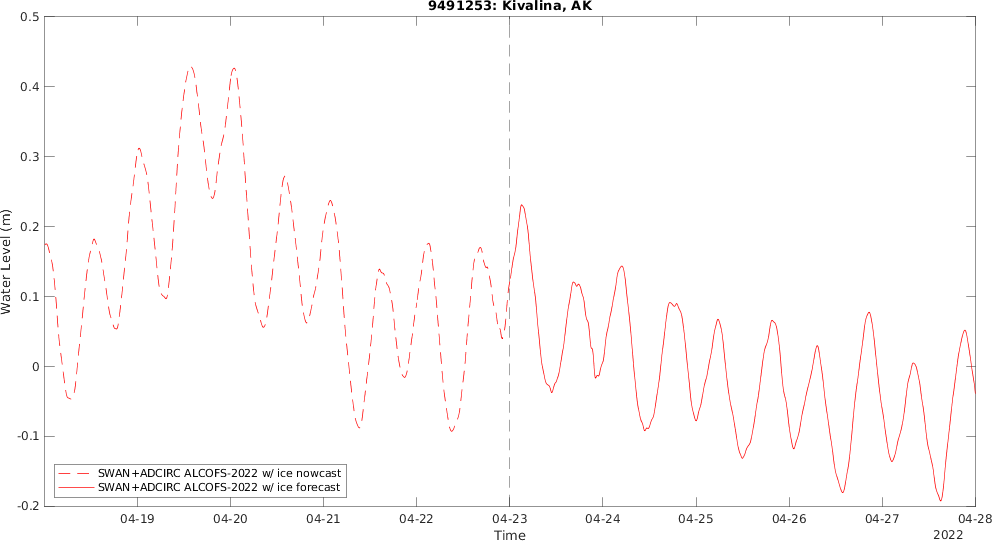 9491253: Kivalina, AK
0.5
0.4
0.3
0.2
0.1
0
-0.1
-0.2
Water Level (m)
SWAN+ADCIRC ALCOFS-2022 w/ ice nowcast
SWAN+ADCIRC ALCOFS-2022 w/ ice forecast
04-19 04-20 04-21 04-22 04-23 04-24 04-25 04-26 04-27 04-28
Time
2022